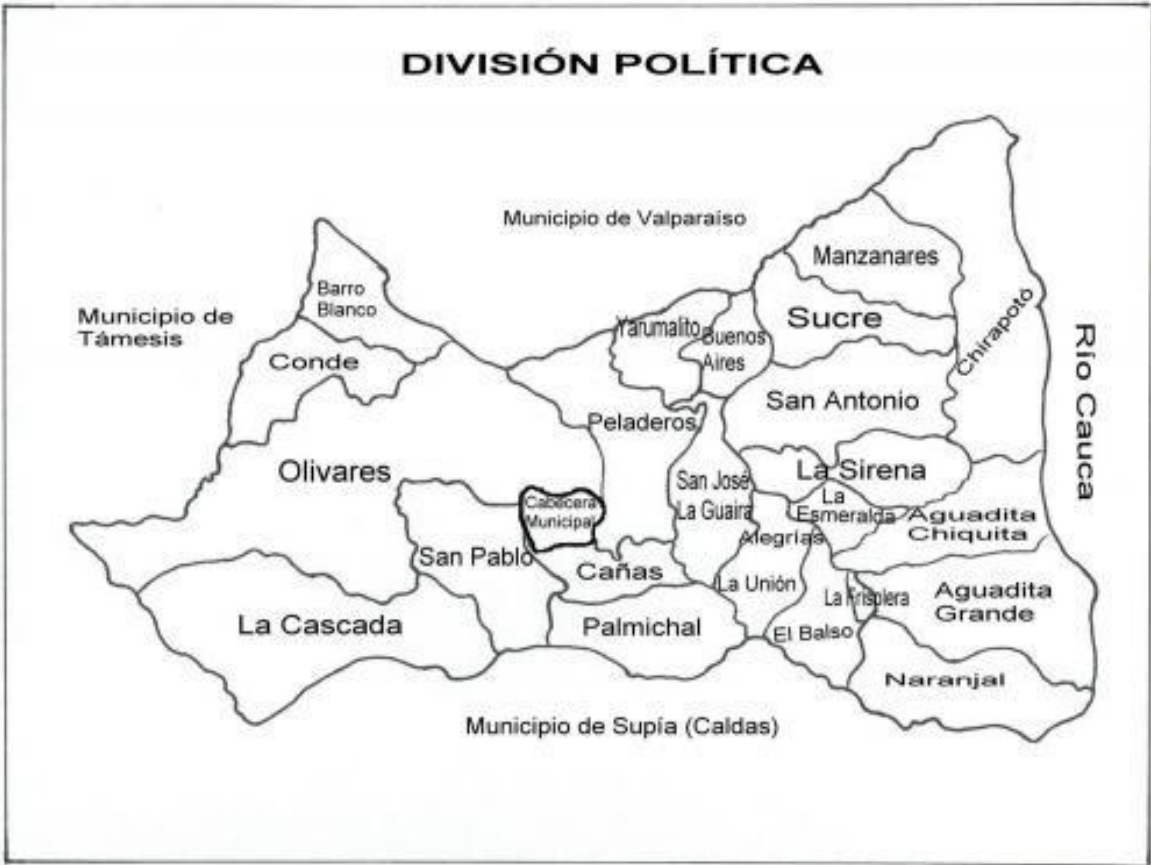 DIVISIÓN POLÍTICA
Municipio de Valparaíso
Municipio de
Támesis
Barro
Blanco
Conde
Manzanares
Sucre
Yarumalito
Buenos
Aires
Chirapotó
Río Cauca
San Antonio
Peladeros
Olivares
La Sirena
San José
La Guaira
Cabecera
Municipal
La
Esmeralda
Aguadita
Chiquita
Alegrías
San Pablo
Cañas
La Unión
La Frisolera
Aguadita
Grande
La Cascada
Palmichal
El Balso
Naranjal
Municipio de Supía (Caldas)